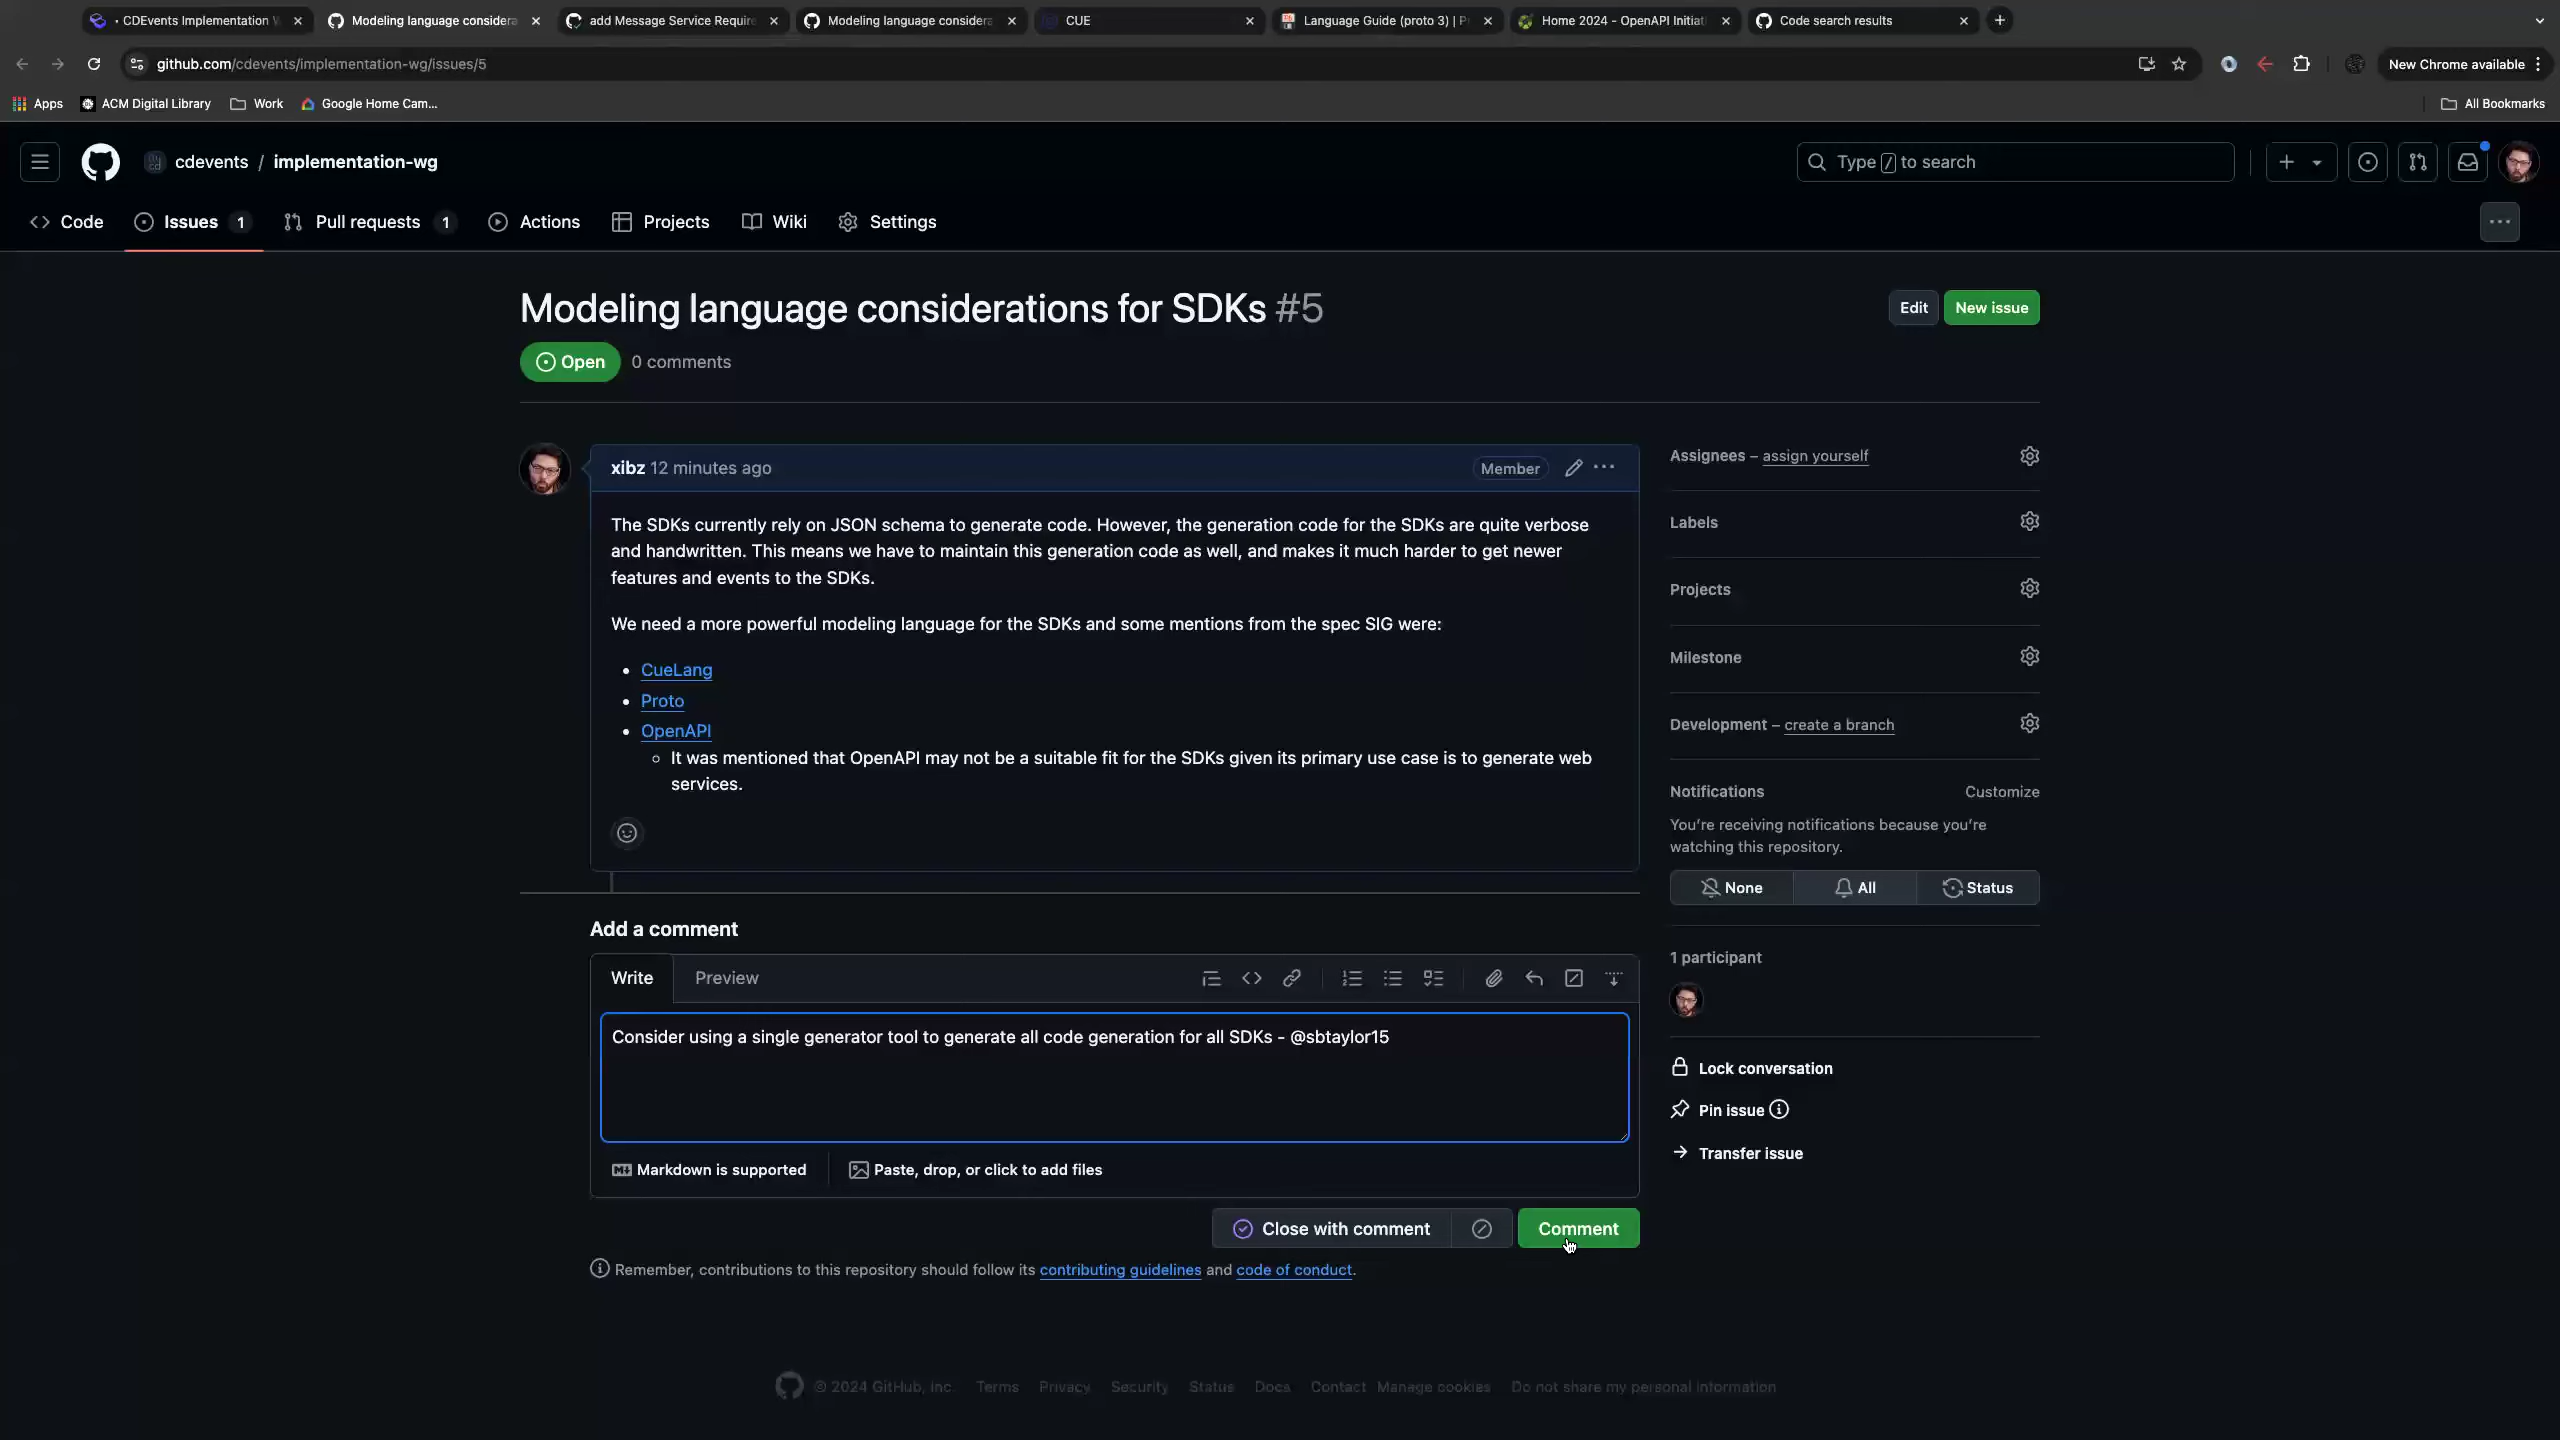 CDEvents Implementation W
Modeling language considera
add Message Service Require
Modeling language considera
CUE
Language Guide (proto 3) | P
Home 2024 - OpenAPI Initiat
Code search results
github.com/cdevents/implementation-wg/issues/5
New Chrome available
Apps
ACM Digital Library
Work
Google Home Cam...
All Bookmarks
cdevents / implementation-wg
Type / to search
Code
Issues 1
Pull requests 1
Actions
Projects
Wiki
Settings
Modeling language considerations for SDKs #5
Edit
New issue
Open
0 comments
xibz 12 minutes ago
Member
The SDKs currently rely on JSON schema to generate code. However, the generation code for the SDKs are quite verbose
and handwritten. This means we have to maintain this generation code as well, and makes it much harder to get newer
features and events to the SDKs.
We need a more powerful modeling language for the SDKs and some mentions from the spec SIG were:
• CueLang
• Proto
• OpenAPI
◦ It was mentioned that OpenAPI may not be a suitable fit for the SDKs given its primary use case is to generate web
services.
Add a comment
Write
Preview
Consider using a single generator tool to generate all code generation for all SDKs - @sbtaylor15
Markdown is supported
Paste, drop, or click to add files
Close with comment
Comment
Remember, contributions to this repository should follow its contributing guidelines and code of conduct.
Assignees – assign yourself
Labels
Projects
Milestone
Development – create a branch
Notifications
Customize
You're receiving notifications because you're
watching this repository.
None
All
Status
1 participant
Lock conversation
Pin issue
Transfer issue
© 2024 GitHub, Inc.
Terms
Privacy
Security
Status
Docs
Contact
Manage cookies
Do not share my personal information